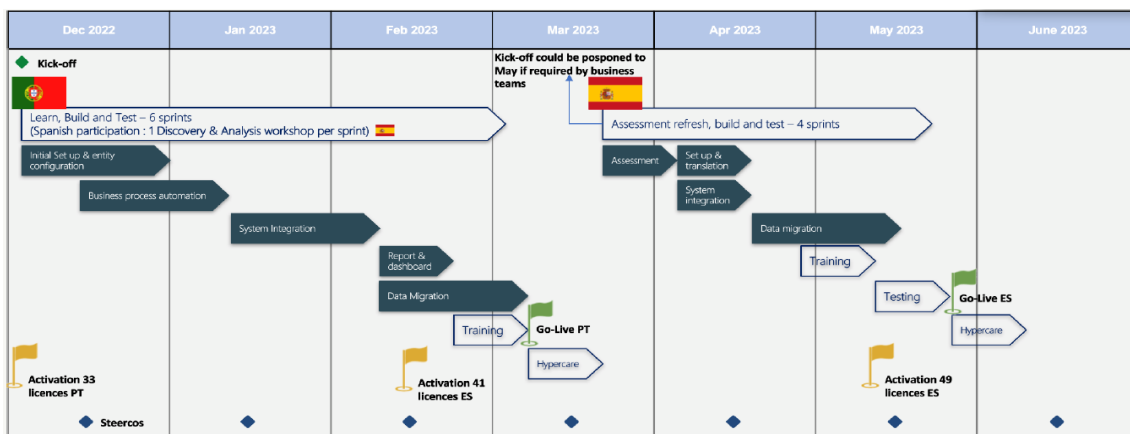 Dec 2022
Jan 2023
Feb 2023
Mar 2023
Apr 2023
May 2023
June 2023
Kick-off
Kick-off could be posponed to
May if required by business
teams
Learn, Build and Test – 6 sprints
(Spanish participation : 1 Discovery & Analysis workshop per sprint)
Assessment refresh, build and test – 4 sprints
Initial Set up & entity
configuration
Assessment
Set up &
translation
Business process automation
System
integration
System Integration
Data migration
Report &
dashboard
Training
Data Migration
Testing
Go-Live ES
Training
Go-Live PT
Hypercare
Hypercare
Activation 33
licences PT
Activation 41
licences ES
Activation 49
licences ES
Steercos